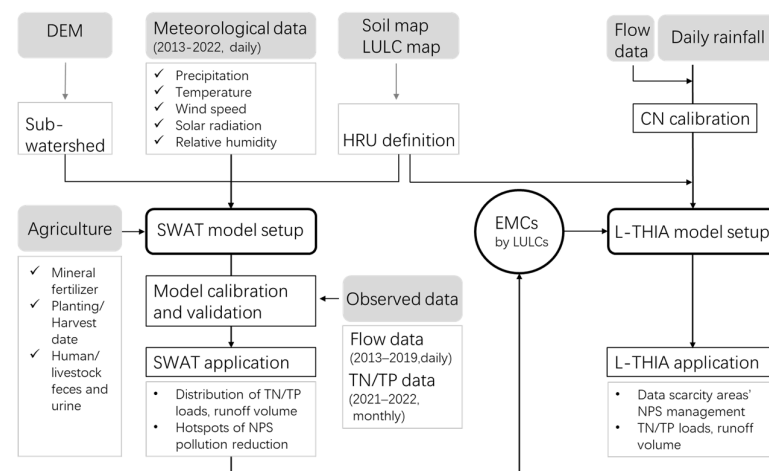 DEM
Meteorological data
(2013-2022, daily)
✓ Precipitation
✓ Temperature
✓ Wind speed
✓ Solar radiation
✓ Relative humidity
Soil map
LULC map
Flow
data
Daily rainfall
Sub-
watershed
HRU definition
CN calibration
Agriculture
✓ Mineral
fertilizer
✓ Planting/
Harvest
date
✓ Human/
livestock
feces and
urine
SWAT model setup
EMCs
by LULCs
L-THIA model setup
Model calibration
and validation
Observed data
Flow data
(2013–2019,daily)
TN/TP data
(2021–2022,
monthly)
SWAT application
• Distribution of TN/TP
loads, runoff volume
• Hotspots of NPS
pollution reduction
L-THIA application
• Data scarcity areas’
NPS management
• TN/TP loads, runoff
volume